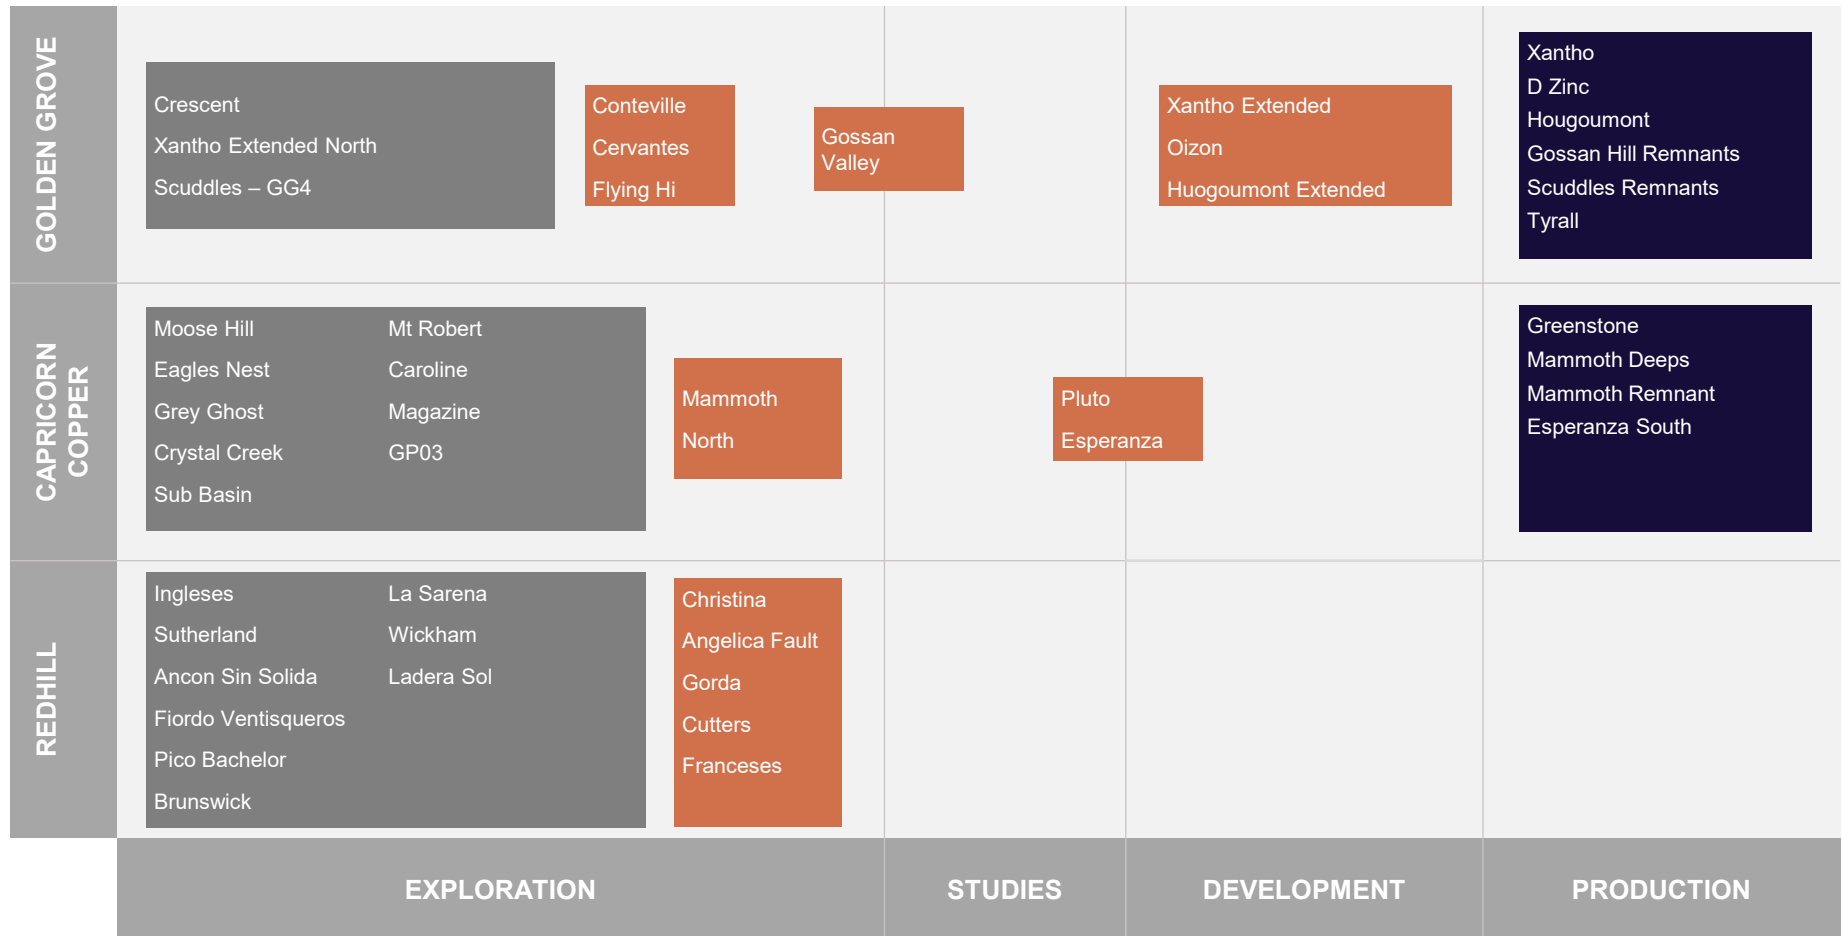 GOLDEN GROVE
Crescent
Xantho Extended North
Scuddles – GG4
Conteville
Cervantes
Flying Hi
Gossan
Valley
Xantho Extended
Oizon
Huogoumont Extended
Xantho
D Zinc
Hougoumont
Gossan Hill Remnants
Scuddles Remnants
Tyrall
CAPRICORN
COPPER
Moose Hill
Eagles Nest
Grey Ghost
Crystal Creek
Sub Basin
Mt Robert
Caroline
Magazine
GP03
Mammoth
North
Pluto
Esperanza
Greenstone
Mammoth Deeps
Mammoth Remnant
Esperanza South
REDHILL
Ingleses
Sutherland
Ancon Sin Solida
Fiordo Ventisqueros
Pico Bachelor
Brunswick
La Sarena
Wickham
Ladera Sol
Christina
Angelica Fault
Gorda
Cutters
Franceses
EXPLORATION
STUDIES
DEVELOPMENT
PRODUCTION